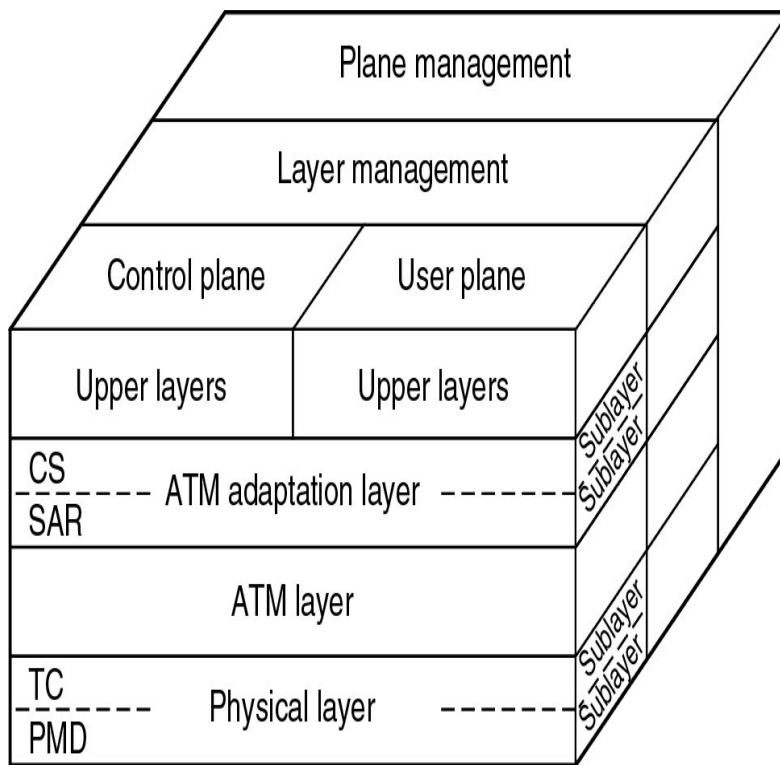 Plane management
Layer management
Control plane
User plane
Upper layers
Upper layers
Sublayer
Sublayer
CS
ATM adaptation layer
SAR
ATM layer
Sublayer
Sublayer
TC
Physical layer
PMD